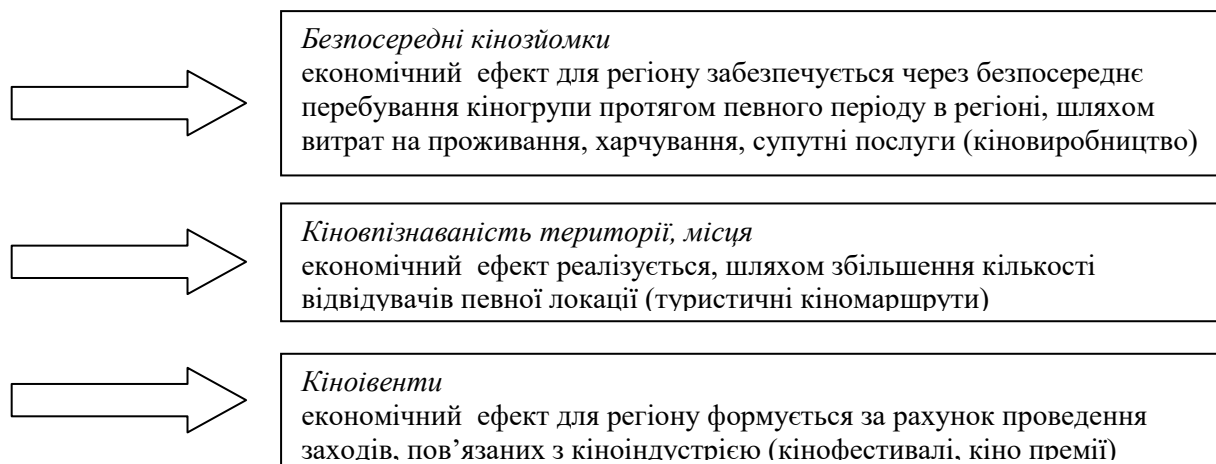 Безпосередні кінозйомки
економічний ефект для регіону забезпечується через безпосереднє
перебування кіногрупи протягом певного періоду в регіоні, шляхом
витрат на проживання, харчування, супутні послуги (кіновиробництво)
Кіновпізнаваність території, місця
економічний ефект реалізується, шляхом збільшення кількості
відвідувачів певної локації (туристичні кіномаршрути)
Кіноівенти
економічний ефект для регіону формується за рахунок проведення
заходів, пов’язаних з кіноіндустрією (кінофестивалі, кіно премії)